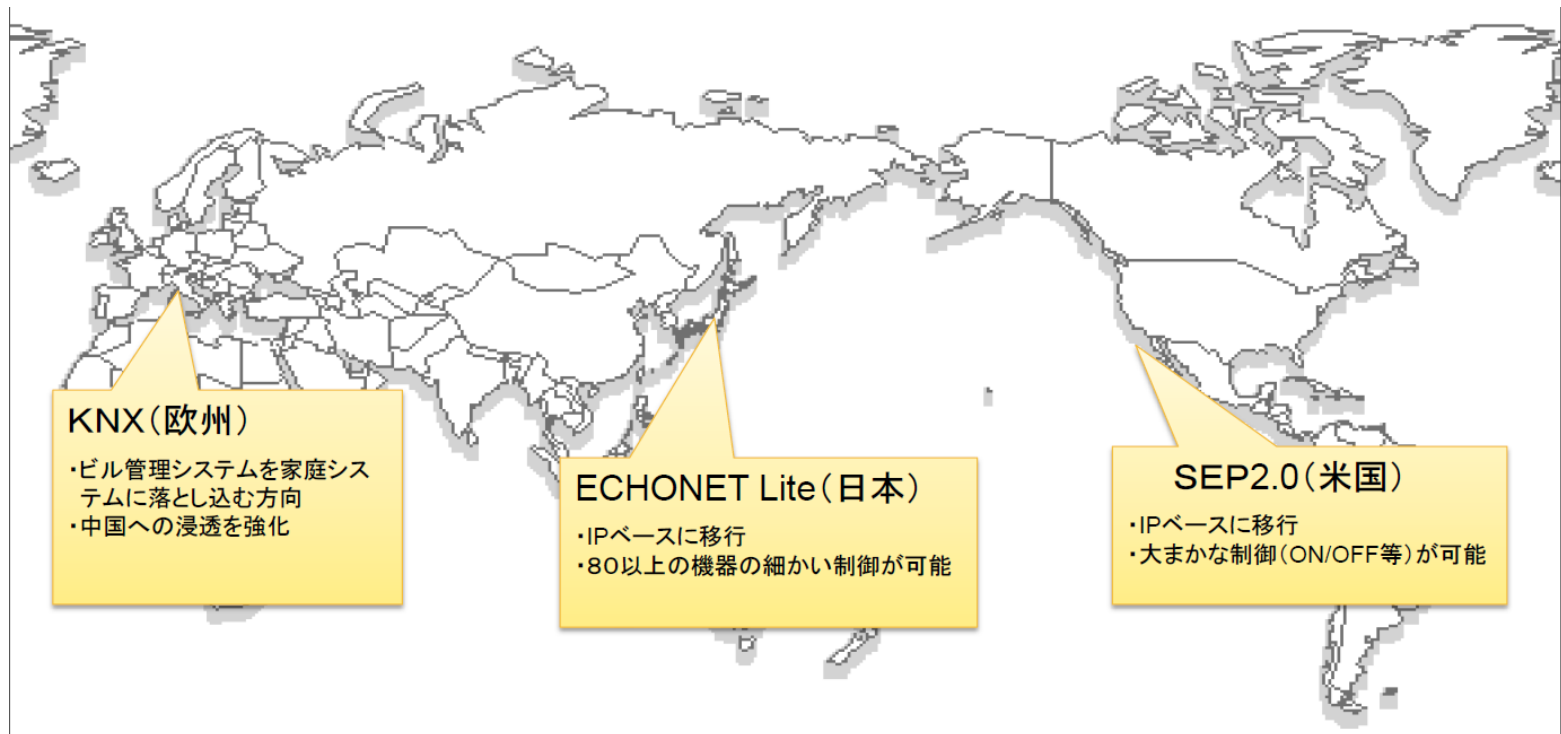 KNX(欧州)
・ビル管理システムを家庭シス
テムに落とし込む方向
・中国への浸透を強化
ECHONET Lite(日本)
・IPベースに移行
・80以上の機器の細かい制御が可能
SEP2.0(米国)
・IPベースに移行
・大まかな制御(ON/OFF等)が可能